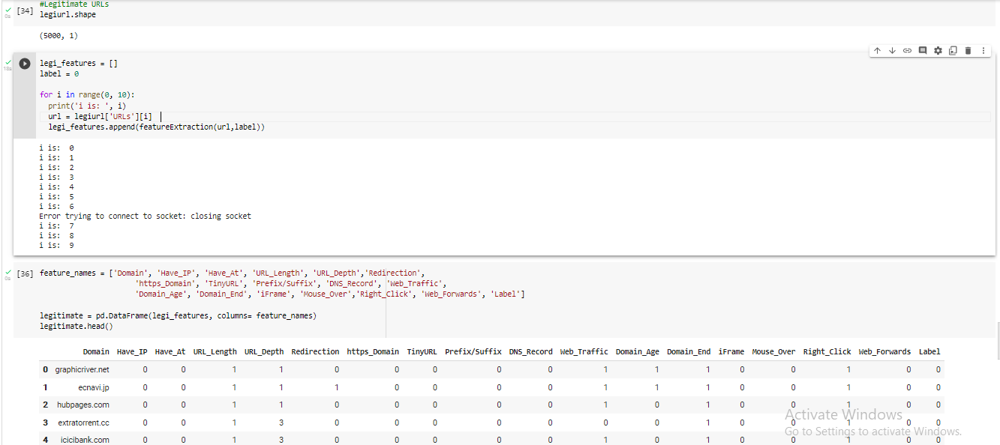 #Legitimate URLs
[34] legiurl.shape
0s
(5000, 1)
18s
legi_features = []
label = 0
for i in range(0, 10):
print('i is: ', i)
url = legiurl['URLs'][i]
legi_features.append(featureExtraction(url,label))
i is:  0
i is:  1
i is:  2
i is:  3
i is:  4
i is:  5
i is:  6
Error trying to connect to socket: closing socket
i is:  7
i is:  8
i is:  9
[36] feature_names = ['Domain', 'Have_IP', 'Have_At', 'URL_Length', 'URL_Depth','Redirection',
0s
'https_Domain', 'TinyURL', 'Prefix/Suffix', 'DNS_Record', 'Web_Traffic',
'Domain_Age', 'Domain_End', 'iFrame', 'Mouse_Over','Right_Click', 'Web_Forwards', 'Label']
legitimate = pd.DataFrame(legi_features, columns= feature_names)
legitimate.head()
Domain Have_IP Have_At URL_Length URL_Depth Redirection https_Domain TinyURL Prefix/Suffix DNS_Record Web_Traffic Domain_Age Domain_End iFrame Mouse_Over Right_Click Web_Forwards Label
0 graphicriver.net 0 0 1 1 0 0 0 0 0 1 1 1 0 0 1 0 0
1 ecnavi.jp 0 0 1 1 1 0 0 0 0 1 1 1 0 0 1 0 0
2 hubpages.com 0 0 1 1 0 0 0 0 0 1 0 1 0 0 1 0 0
3 extratorrent.cc 0 0 1 3 0 0 0 0 0 0 0 1 0 0 1 0 0
4 icicibank.com 0 0 1 3 0 0 0 0 0 1 0 1 0 0 1 0 0
Activate Windows
Go to Settings to activate Windows.